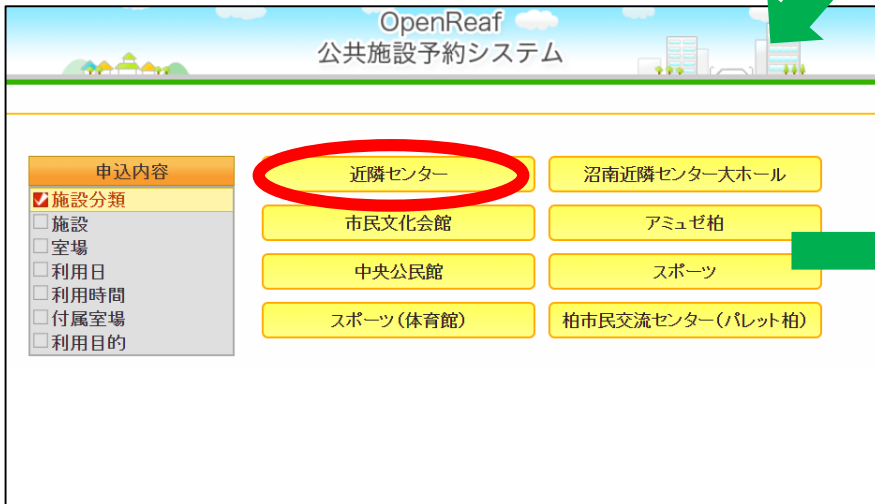 OpenReaf
公共施設予約システム
申込内容
施設分類
施設
室場
利用日
利用時間
付属室場
利用目的
近隣センター
沼南近隣センター大ホール
市民文化会館
アミュゼ柏
中央公民館
スポーツ
スポーツ(体育館)
柏市民交流センター(パレット柏)